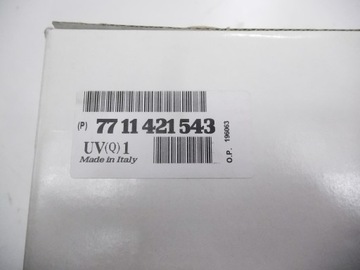 (P) 77 11 421 543
UV(Q) 1
Made in Italy
O.P. 196063